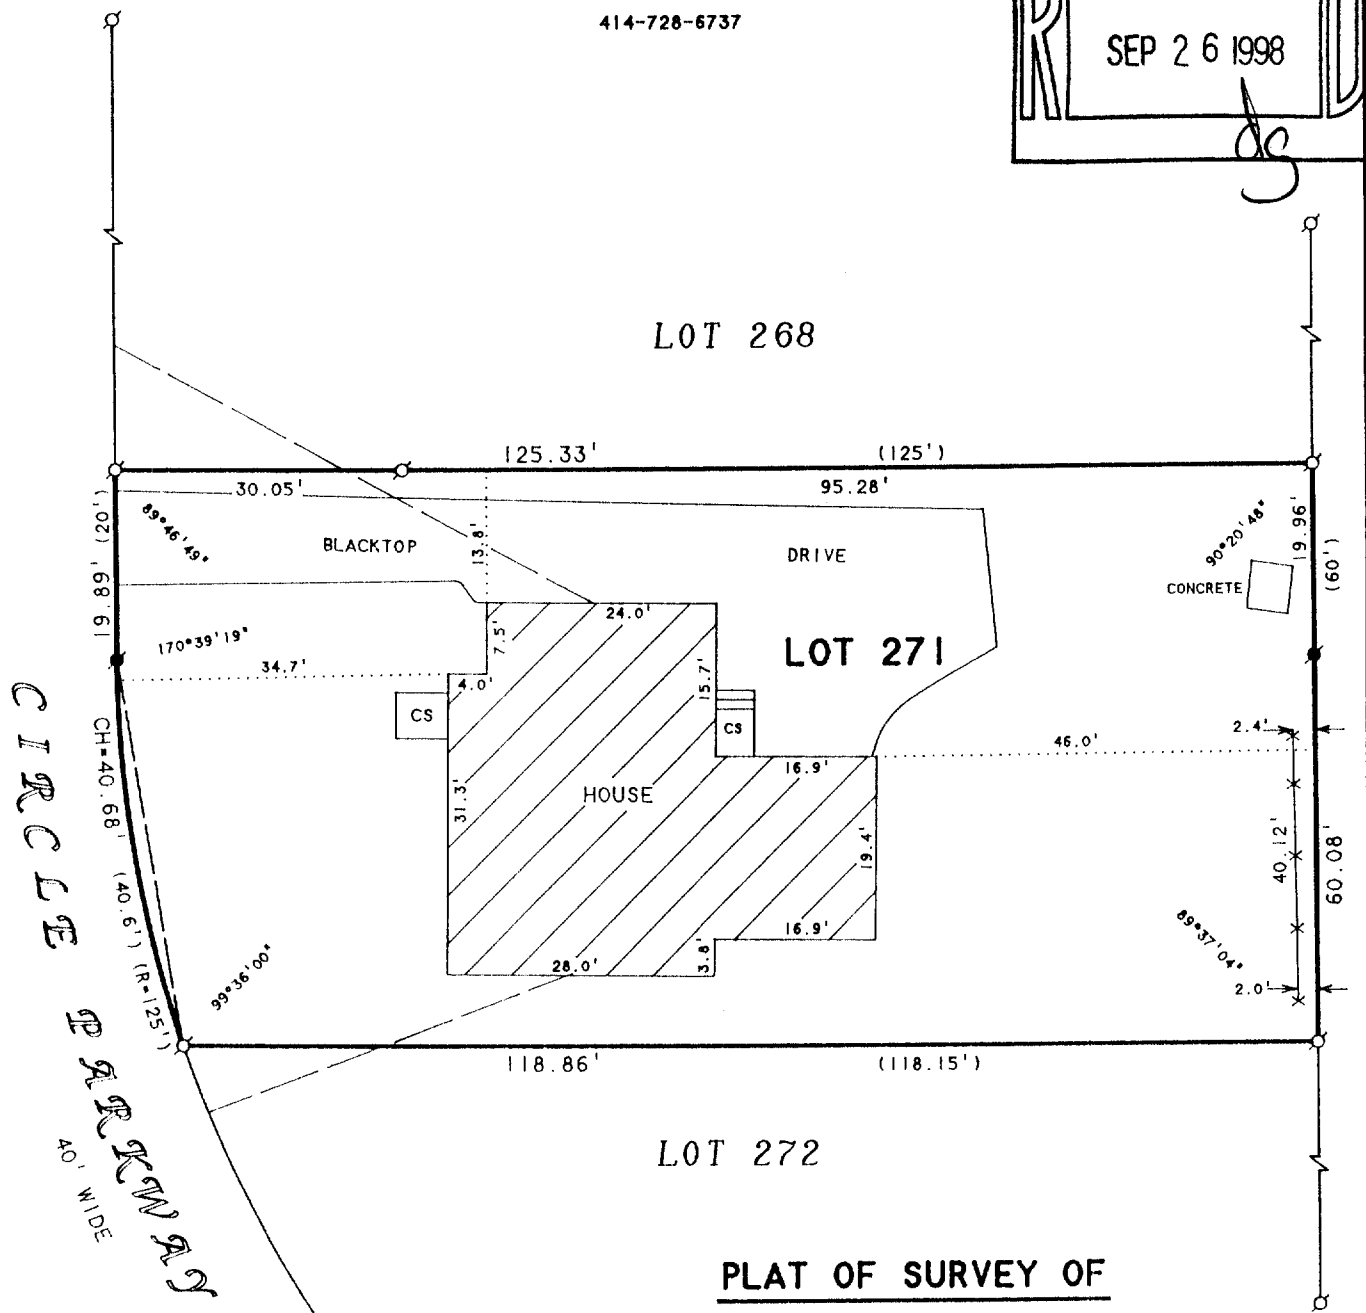 414-728-6737
R D
SEP 26 1998
dg
LOT 268
125.33' (125')
30.05' 95.28'
19.89' (20')
89°46'49"
BLACKTOP
13.8'
DRIVE
90°20'48"
19.96'
(60')
CONCRETE
24.0'
7.5'
170°39'19"
34.7'
4.0'
LOT 271
15.7'
CS
CS
2.4'
46.0'
16.9'
HOUSE
31.3'
CH=40.68'
(40.6') (R=125')
19.4'
40.12'
60.08'
16.9'
3.8'
28.0'
89°37'04"
2.0'
99°36'00"
118.86' (118.15')
CIRCLE PARKWAY
40' WIDE
LOT 272
PLAT OF SURVEY OF